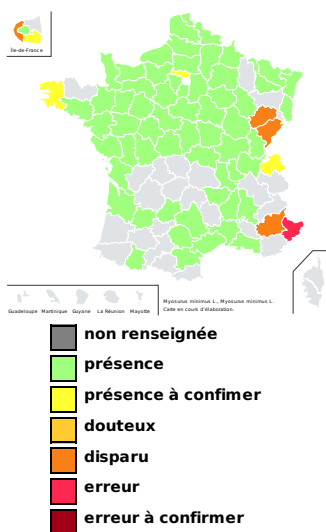 Île-de-France
Guadeloupe Martinique Guyane La Réunion Mayotte
Myosurus minimus L., Myosurus minimus L.
Carte en cours d'élaboration.
non renseignée
présence
présence à confimer
douteux
disparu
erreur
erreur à confirmer